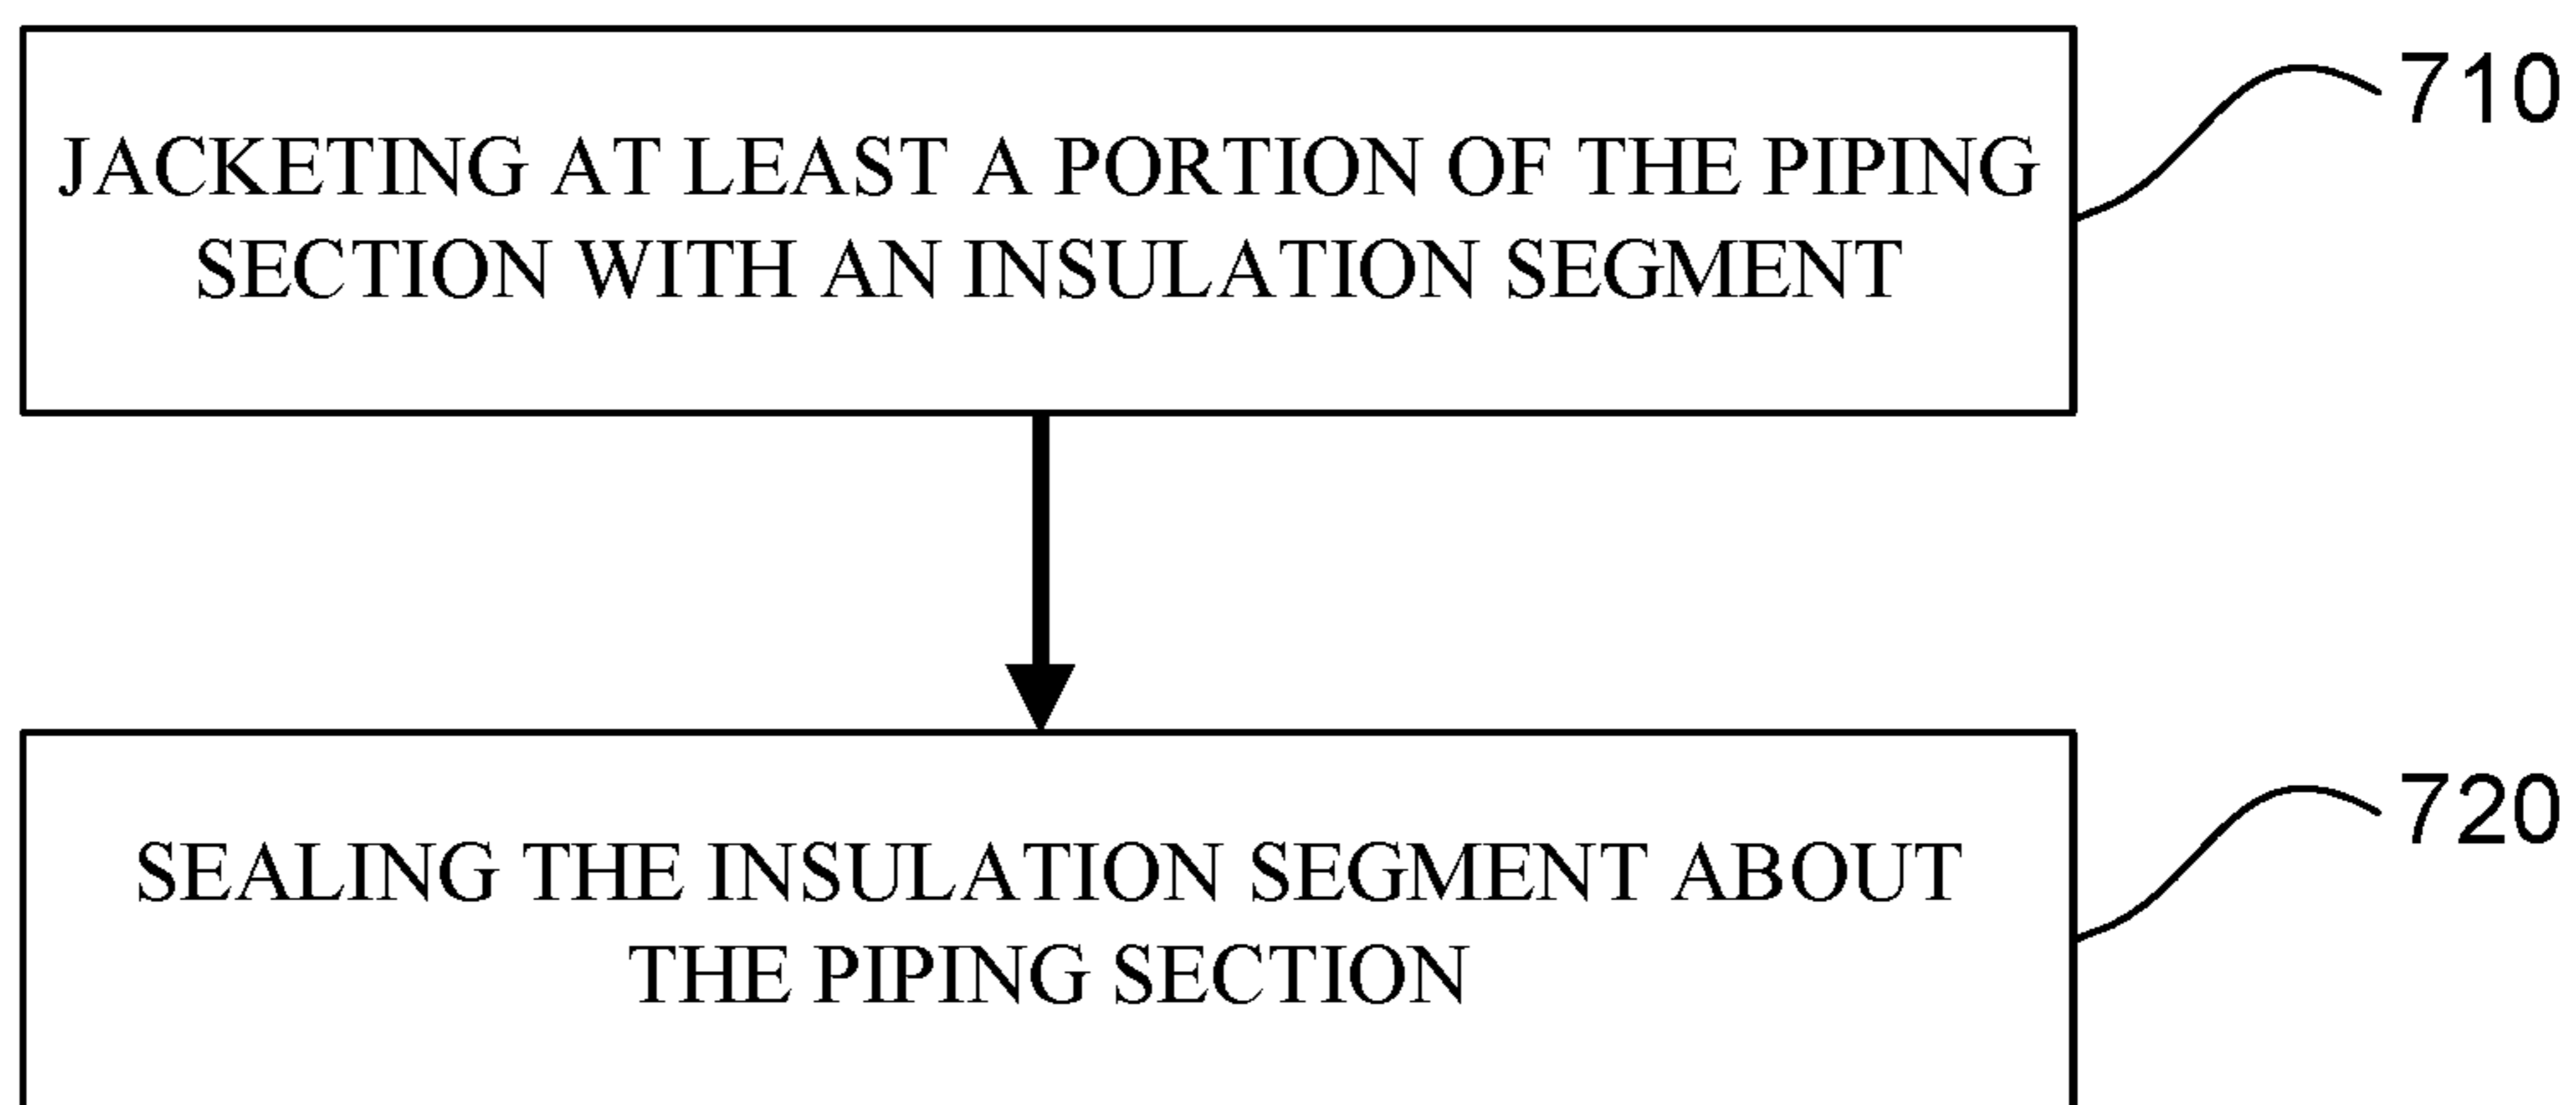 710
JACKETING AT LEAST A PORTION OF THE PIPING
SECTION WITH AN INSULATION SEGMENT
720
SEALING THE INSULATION SEGMENT ABOUT
THE PIPING SECTION